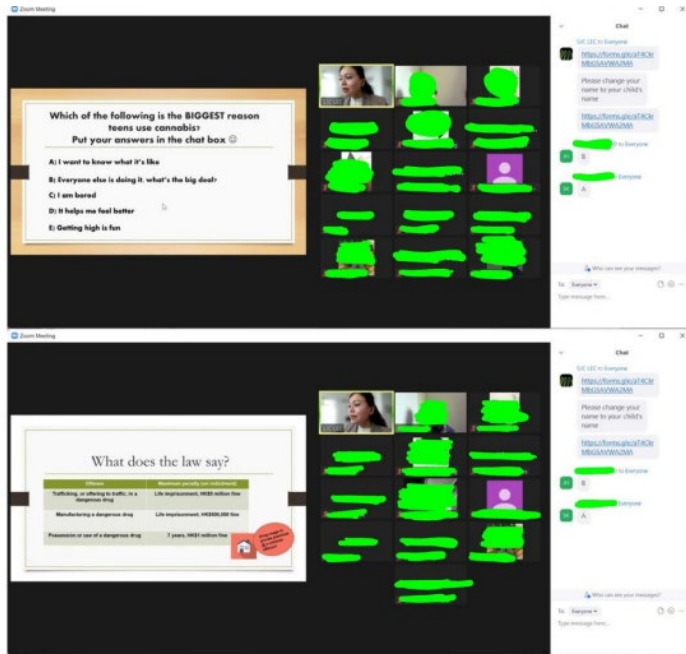 Zoom Meeting
Which of the following is the BIGGEST reason
teens use cannabis?
Put your answers in the chat box ☺
A) I want to know what it's like
B) Everyone else is doing it, what's the big deal?
C) I am bored
D) It helps me feel better
E) Getting high is fun
Chat
to Everyone
Please change your
name to your child's
name
to Everyone
B
Everyone
A
Who can see your messages?
To: Everyone
Type message here...
Zoom Meeting
What does the law say?
Offence
Maximum penalty (on indictment)
Trafficking, or offering to traffic, in a
dangerous drug
Life imprisonment, HK$5 million fine
Manufacturing a dangerous drug
Life imprisonment, HK$500,000 fine
Possession or use of a dangerous drug
7 years, HK$1 million fine
Chat
to Everyone
Please change your
name to your child's
name
to Everyone
B
Everyone
A
Who can see your messages?
To: Everyone
Type message here...